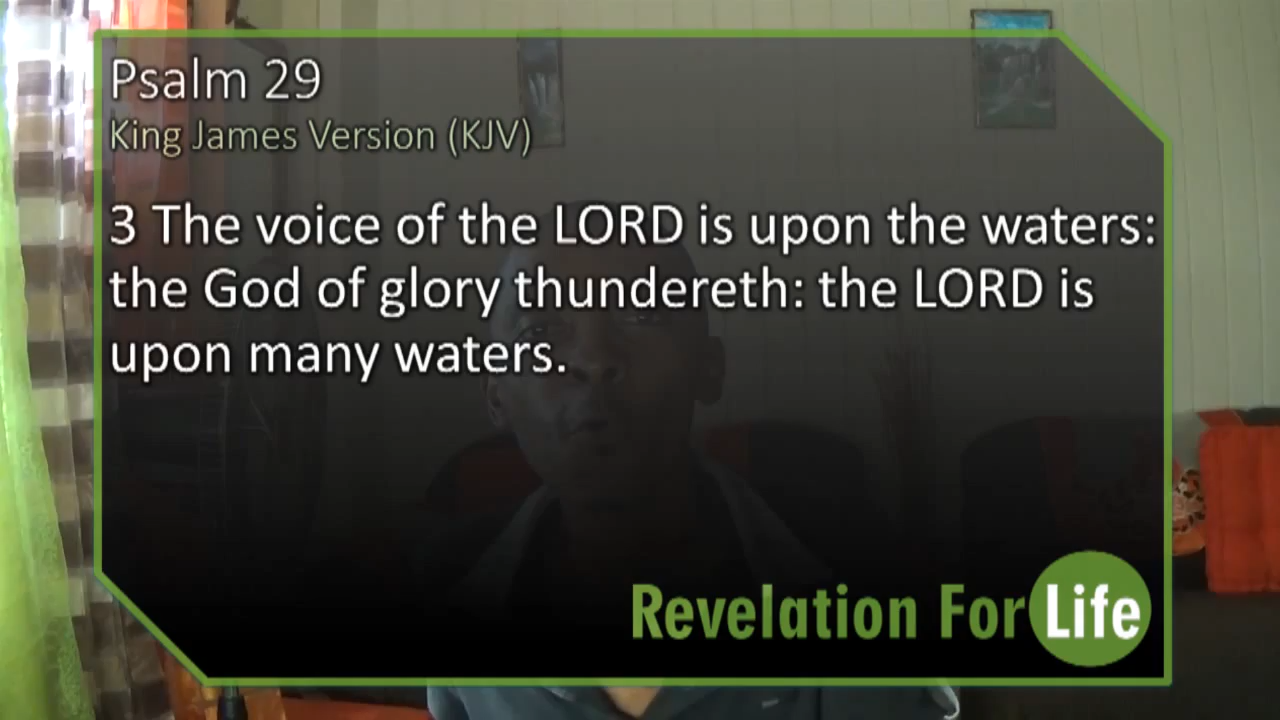 Psalm 29
King James Version (KJV)
3 The voice of the LORD is upon the waters:
the God of glory thundereth: the LORD is
upon many waters.
Revelation For Life